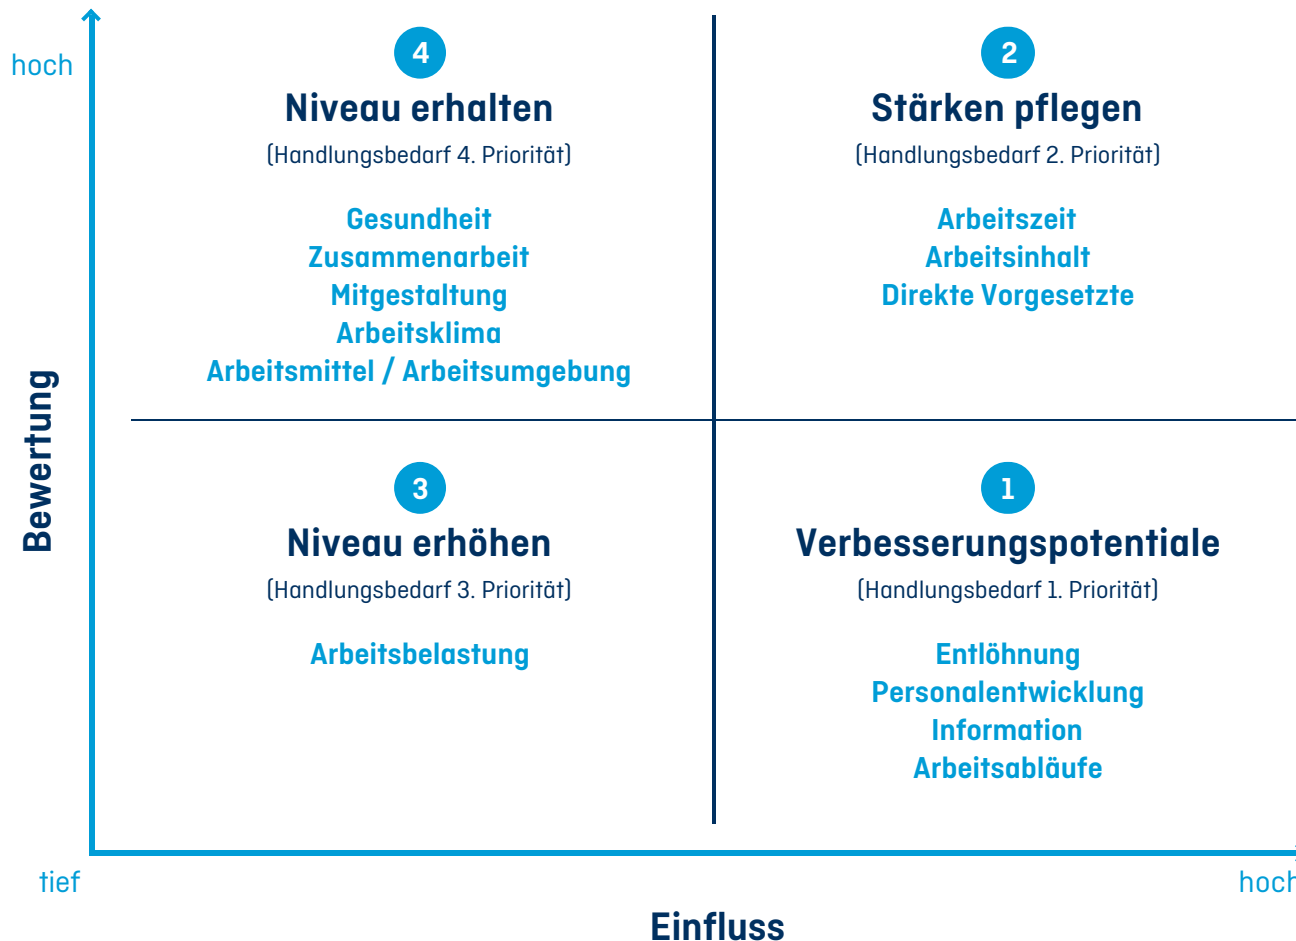 hoch
4
Niveau erhalten
(Handlungsbedarf 4. Priorität)
Gesundheit
Zusammenarbeit
Mitgestaltung
Arbeitsklima
Arbeitsmittel / Arbeitsumgebung
2
Stärken pflegen
(Handlungsbedarf 2. Priorität)
Arbeitszeit
Arbeitsinhalt
Direkte Vorgesetzte
Bewertung
3
Niveau erhöhen
(Handlungsbedarf 3. Priorität)
Arbeitsbelastung
1
Verbesserungspotentiale
(Handlungsbedarf 1. Priorität)
Entlöhnung
Personalentwicklung
Information
Arbeitsabläufe
tief
hoch
Einfluss